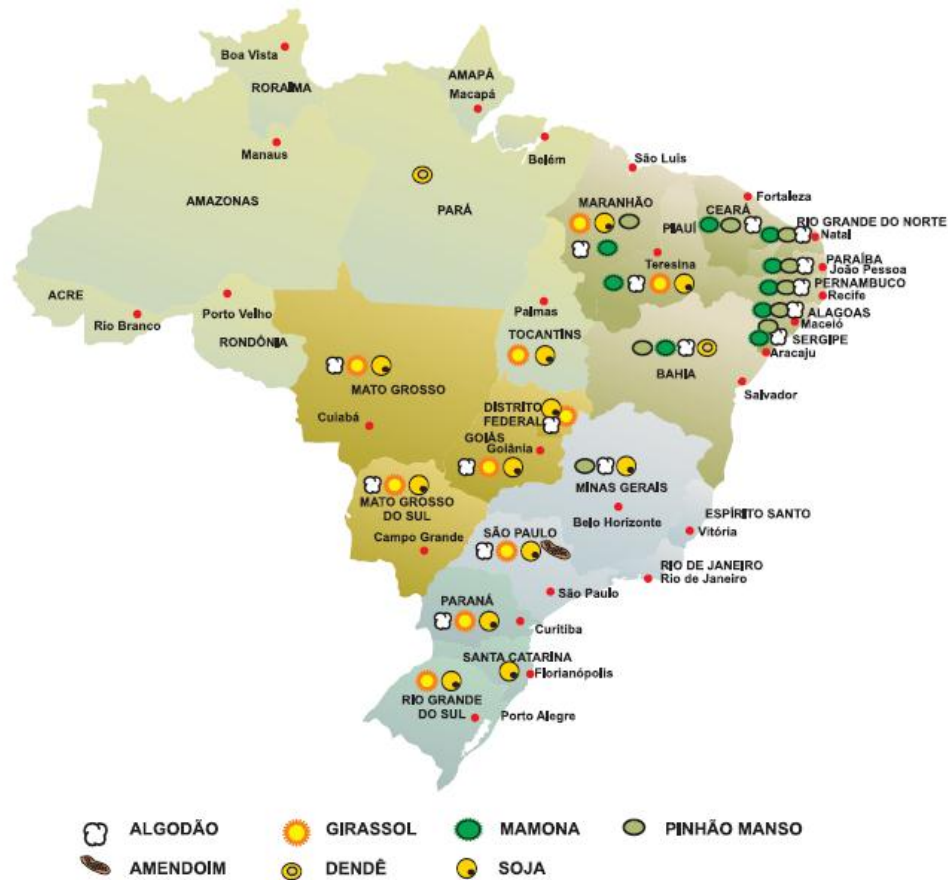 Boa Vista
RORAIMA
AMAPÁ
Macapá
Manaus
Belém
São Luis
AMAZONAS
PARÁ
MARANHÃO
PIAUÍ
Teresina
CEARÁ
Fortaleza
RIO GRANDE DO NORTE
Natal
PARAÍBA
João Pessoa
PERNAMBUCO
Recife
ALAGOAS
Maceió
SERGIPE
Aracaju
ACRE
Rio Branco
Porto Velho
RONDÔNIA
Palmas
TOCANTÍNS
BAHIA
Salvador
MATO GROSSO
Cuiabá
DISTRITO
FEDERAL
GOIÁS
Goiânia
MINAS GERAIS
Belo Horizonte
ESPÍRITO SANTO
Vitória
MATO GROSSO
DO SUL
Campo Grande
SÃO PAULO
São Paulo
RIO DE JANEIRO
Rio de Janeiro
PARANÁ
Curitiba
SANTA CATARINA
Florianópolis
RIO GRANDE
DO SUL
Porto Alegre
ALGODÃO GIRASSOL MAMONA PINHÃO MANSO
AMENDOIM DENDÊ SOJA